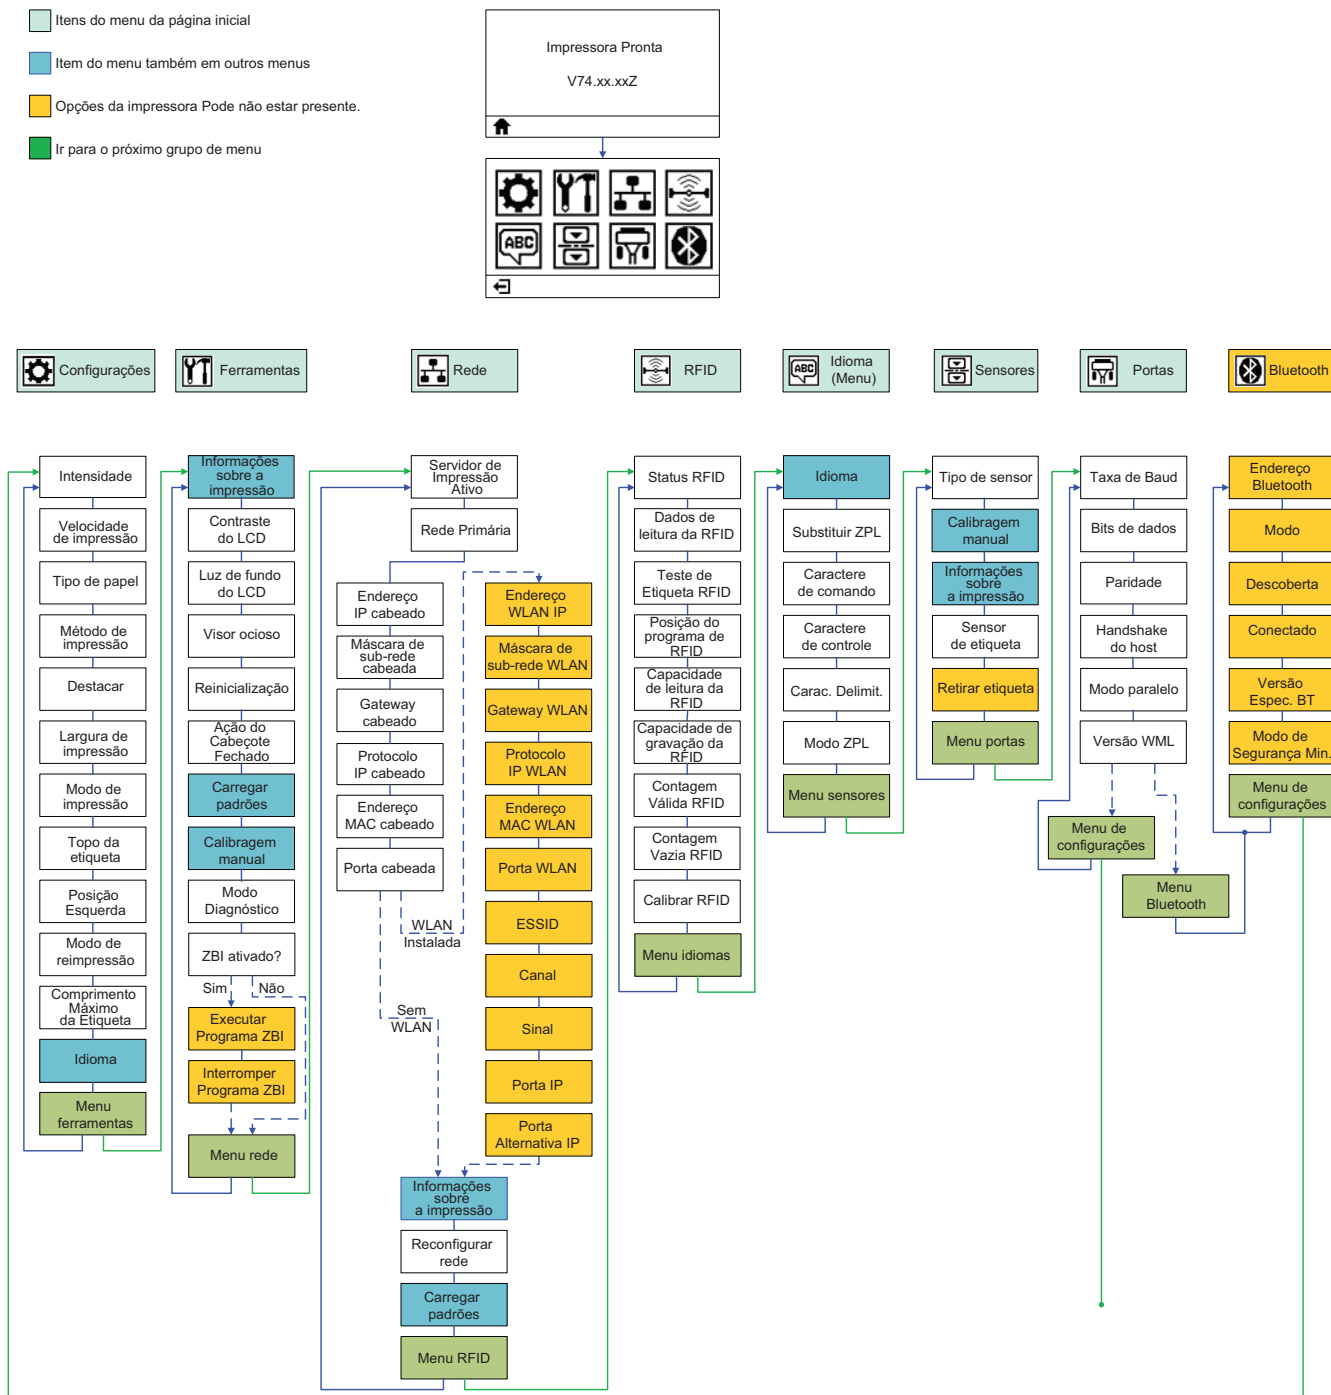 Itens do menu da página inicial
Item do menu também em outros menus
Opções da impressora Pode não estar presente.
Ir para o próximo grupo de menu
Impressora Pronta
V74.xx.xxZ
ABC
Configurações
Ferramentas
Rede
RFID
ABC
Idioma
(Menu)
Sensores
Portas
Bluetooth
Intensidade
Velocidade
de impressão
Tipo de papel
Método de
impressão
Destacar
Largura de
impressão
Modo de
impressão
Topo da
etiqueta
Posição
Esquerda
Modo de
reimpressão
Comprimento
Máximo
da Etiqueta
Idioma
Menu
ferramentas
Informações
sobre a
impressão
Contraste
do LCD
Luz de fundo
do LCD
Visor ocioso
Reinicialização
Ação do
Cabeçote
Fechado
Carregar
padrões
Calibragem
manual
Modo
Diagnóstico
ZBI ativado?
Sim
Não
Executar
Programa ZBI
Interromper
Programa ZBI
Menu rede
Servidor de
Impressão
Ativo
Rede Primária
Endereço
IP cabeado
Máscara de
sub-rede
cabeada
Gateway
cabeado
Protocolo
IP cabeado
Endereço
MAC cabeado
Porta cabeada
WLAN
Instalada
Sem
WLAN
Endereço
WLAN IP
Máscara de
sub-rede WLAN
Gateway WLAN
Protocolo
IP WLAN
Endereço
MAC WLAN
Porta WLAN
ESSID
Canal
Sinal
Porta IP
Porta
Alternativa IP
Informações
sobre
a impressão
Reconfigurar
rede
Carregar
padrões
Menu RFID
Status RFID
Dados de
leitura da RFID
Teste de
Etiqueta RFID
Posição do
programa de
RFID
Capacidade
de leitura da
RFID
Capacidade de
gravação da
RFID
Contagem
Válida RFID
Contagem
Vazia RFID
Calibrar RFID
Menu idiomas
Idioma
Substituir ZPL
Caractere
de comando
Caractere
de controle
Carac. Delimit.
Modo ZPL
Menu sensores
Tipo de sensor
Calibragem
manual
Informações
sobre
a impressão
Sensor
de etiqueta
Retirar etiqueta
Menu portas
Taxa de Baud
Bits de dados
Paridade
Handshake
do host
Modo paralelo
Versão WML
Menu de
configurações
Menu
Bluetooth
Endereço
Bluetooth
Modo
Descoberta
Conectado
Versão
Espec. BT
Modo de
Segurança Min.
Menu de
configurações